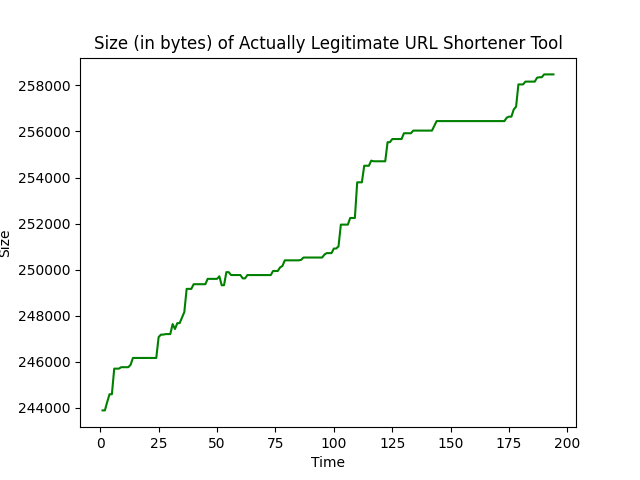 Size (in bytes) of Actually Legitimate URL Shortener Tool
258000
256000
254000
252000
250000
248000
246000
244000
Size
0 25 50 75 100 125 150 175 200
Time